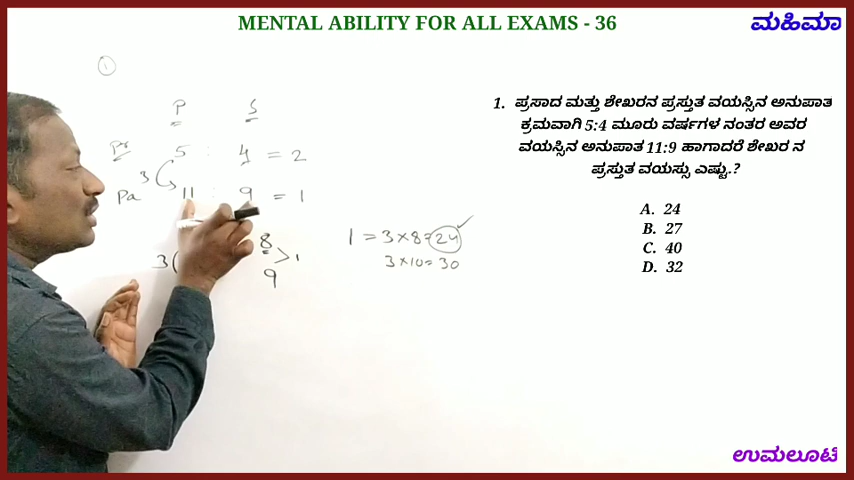 MENTAL ABILITY FOR ALL EXAMS - 36
ಮಹಿಮಾ
1
P S
Pr 5 : 4 = 2
3
Pa 11 : 9 = 1
3( 8 > 1
9
1 = 3×8=24 ✓
3×10=30
1. ಪ್ರಸಾದ ಮತ್ತು ಶೇಖರನ ಪ್ರಸ್ತುತ ವಯಸ್ಸಿನ ಅನುಪಾತ
ಕ್ರಮವಾಗಿ 5:4 ಮೂರು ವರ್ಷಗಳ ನಂತರ ಅವರ
ವಯಸ್ಸಿನ ಅನುಪಾತ 11:9 ಹಾಗಾದರೆ ಶೇಖರ ನ
ಪ್ರಸ್ತುತ ವಯಸ್ಸು ಎಷ್ಟು.?
A. 24
B. 27
C. 40
D. 32
ಉಮಲೂಟಿ